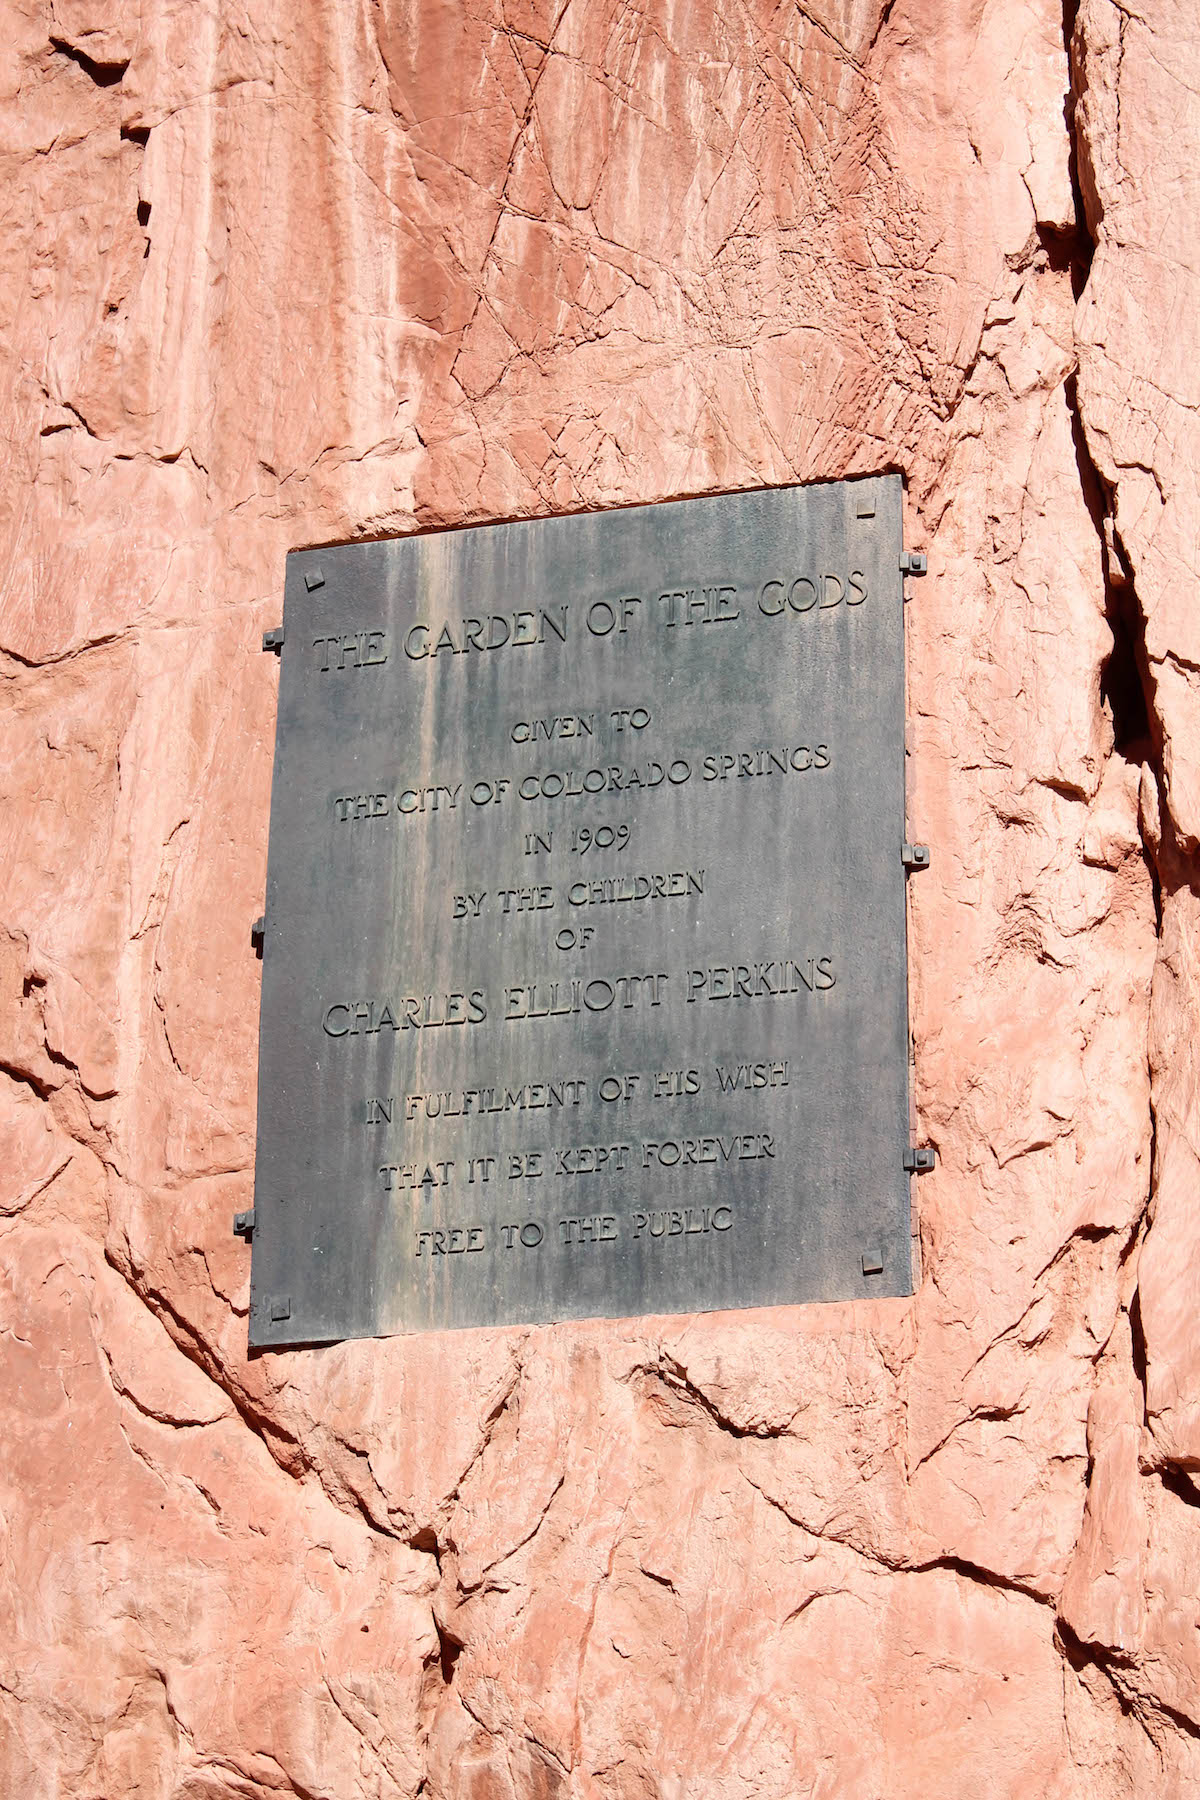 THE GARDEN OF THE GODS
GIVEN TO
THE CITY OF COLORADO SPRINGS
IN 1909
BY THE CHILDREN
OF
CHARLES ELLIOTT PERKINS
IN FULFILMENT OF HIS WISH
THAT IT BE KEPT FOREVER
FREE TO THE PUBLIC